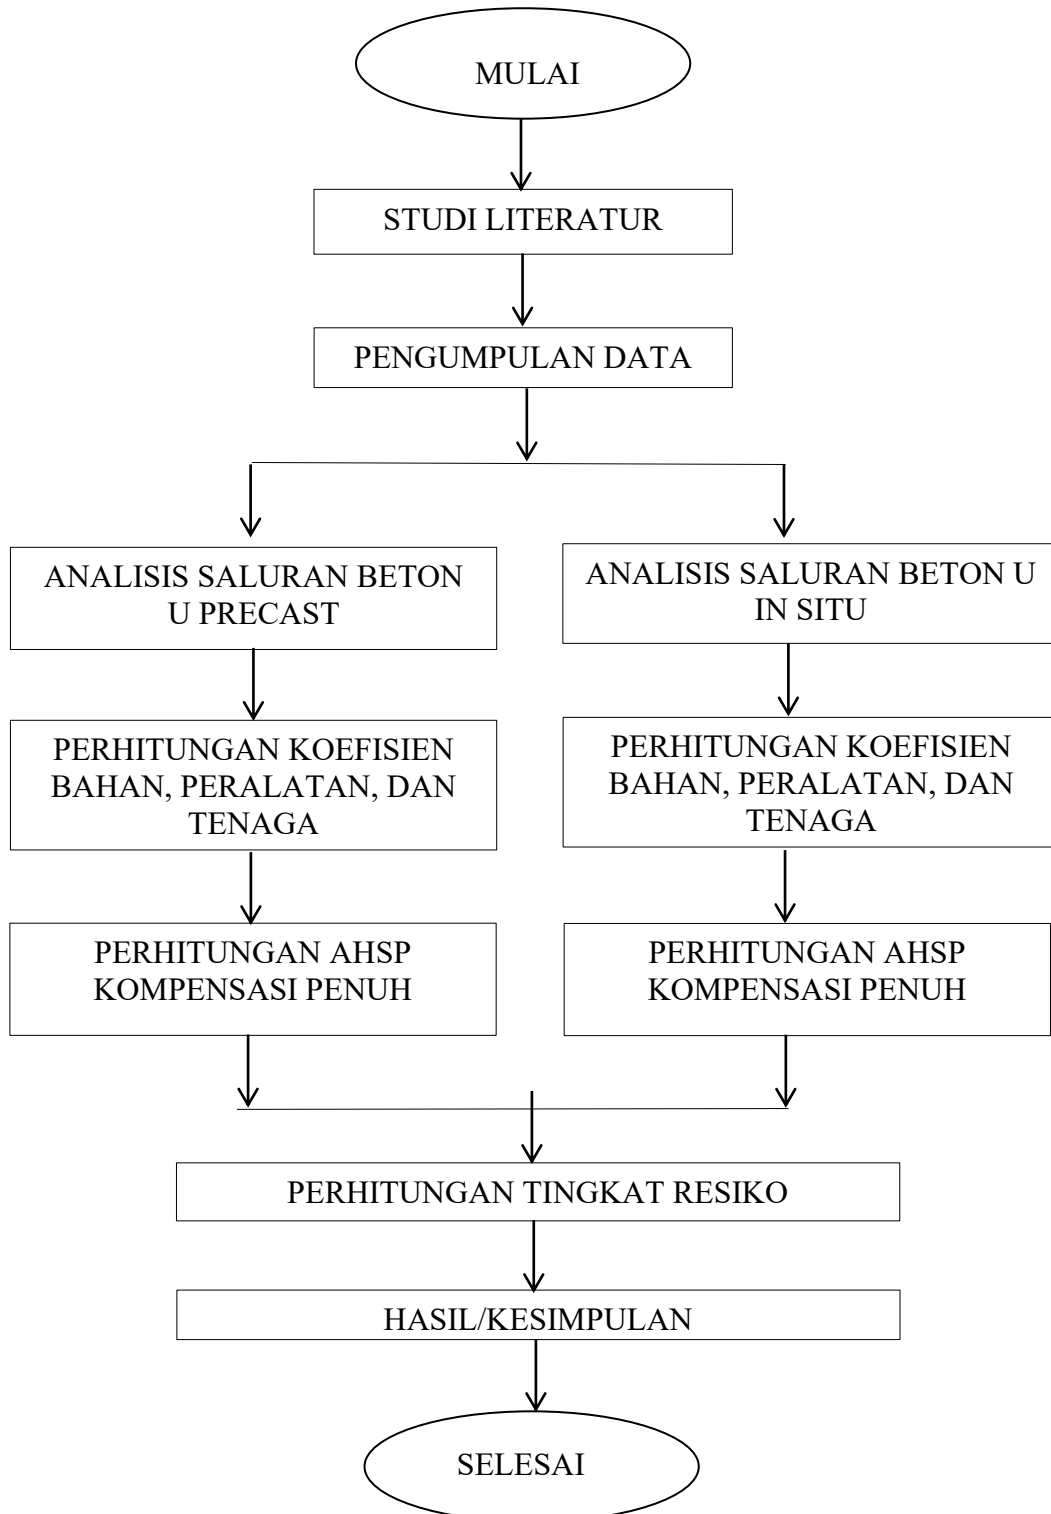 MULAI
STUDI LITERATUR
PENGUMPULAN DATA
ANALISIS SALURAN BETON
U PRECAST
ANALISIS SALURAN BETON U
IN SITU
PERHITUNGAN KOEFISIEN
BAHAN, PERALATAN, DAN
TENAGA
PERHITUNGAN KOEFISIEN
BAHAN, PERALATAN, DAN
TENAGA
PERHITUNGAN AHSP
KOMPENSASI PENUH
PERHITUNGAN AHSP
KOMPENSASI PENUH
PERHITUNGAN TINGKAT RESIKO
HASIL/KESIMPULAN
SELESAI